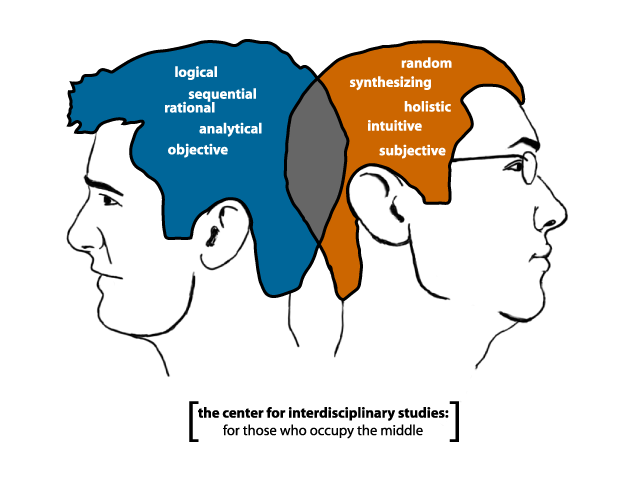 logical
sequential
rational
analytical
objective
random
synthesizing
holistic
intuitive
subjective
the center for interdisciplinary studies:
for those who occupy the middle